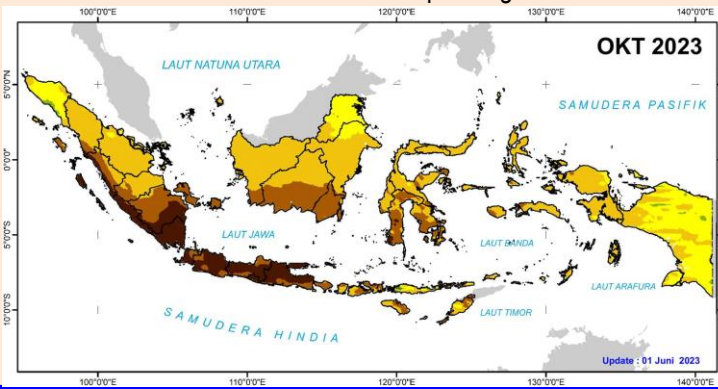 100°0'0"E 110°0'0"E 120°0'0"E 130°0'0"E 140°0'0"E
OKT 2023
LAUT NATUNA UTARA
5°0'0"N
SAMUDERA PASIFIK
0°0'0"
5°0'0"S
LAUT JAWA
LAUT BANDA
LAUT ARAFURA
10°0'0"S
SAMUDERA HINDIA
LAUT TIMOR
Update : 01 Juni 2023
100°0'0"E 110°0'0"E 120°0'0"E 130°0'0"E 140°0'0"E